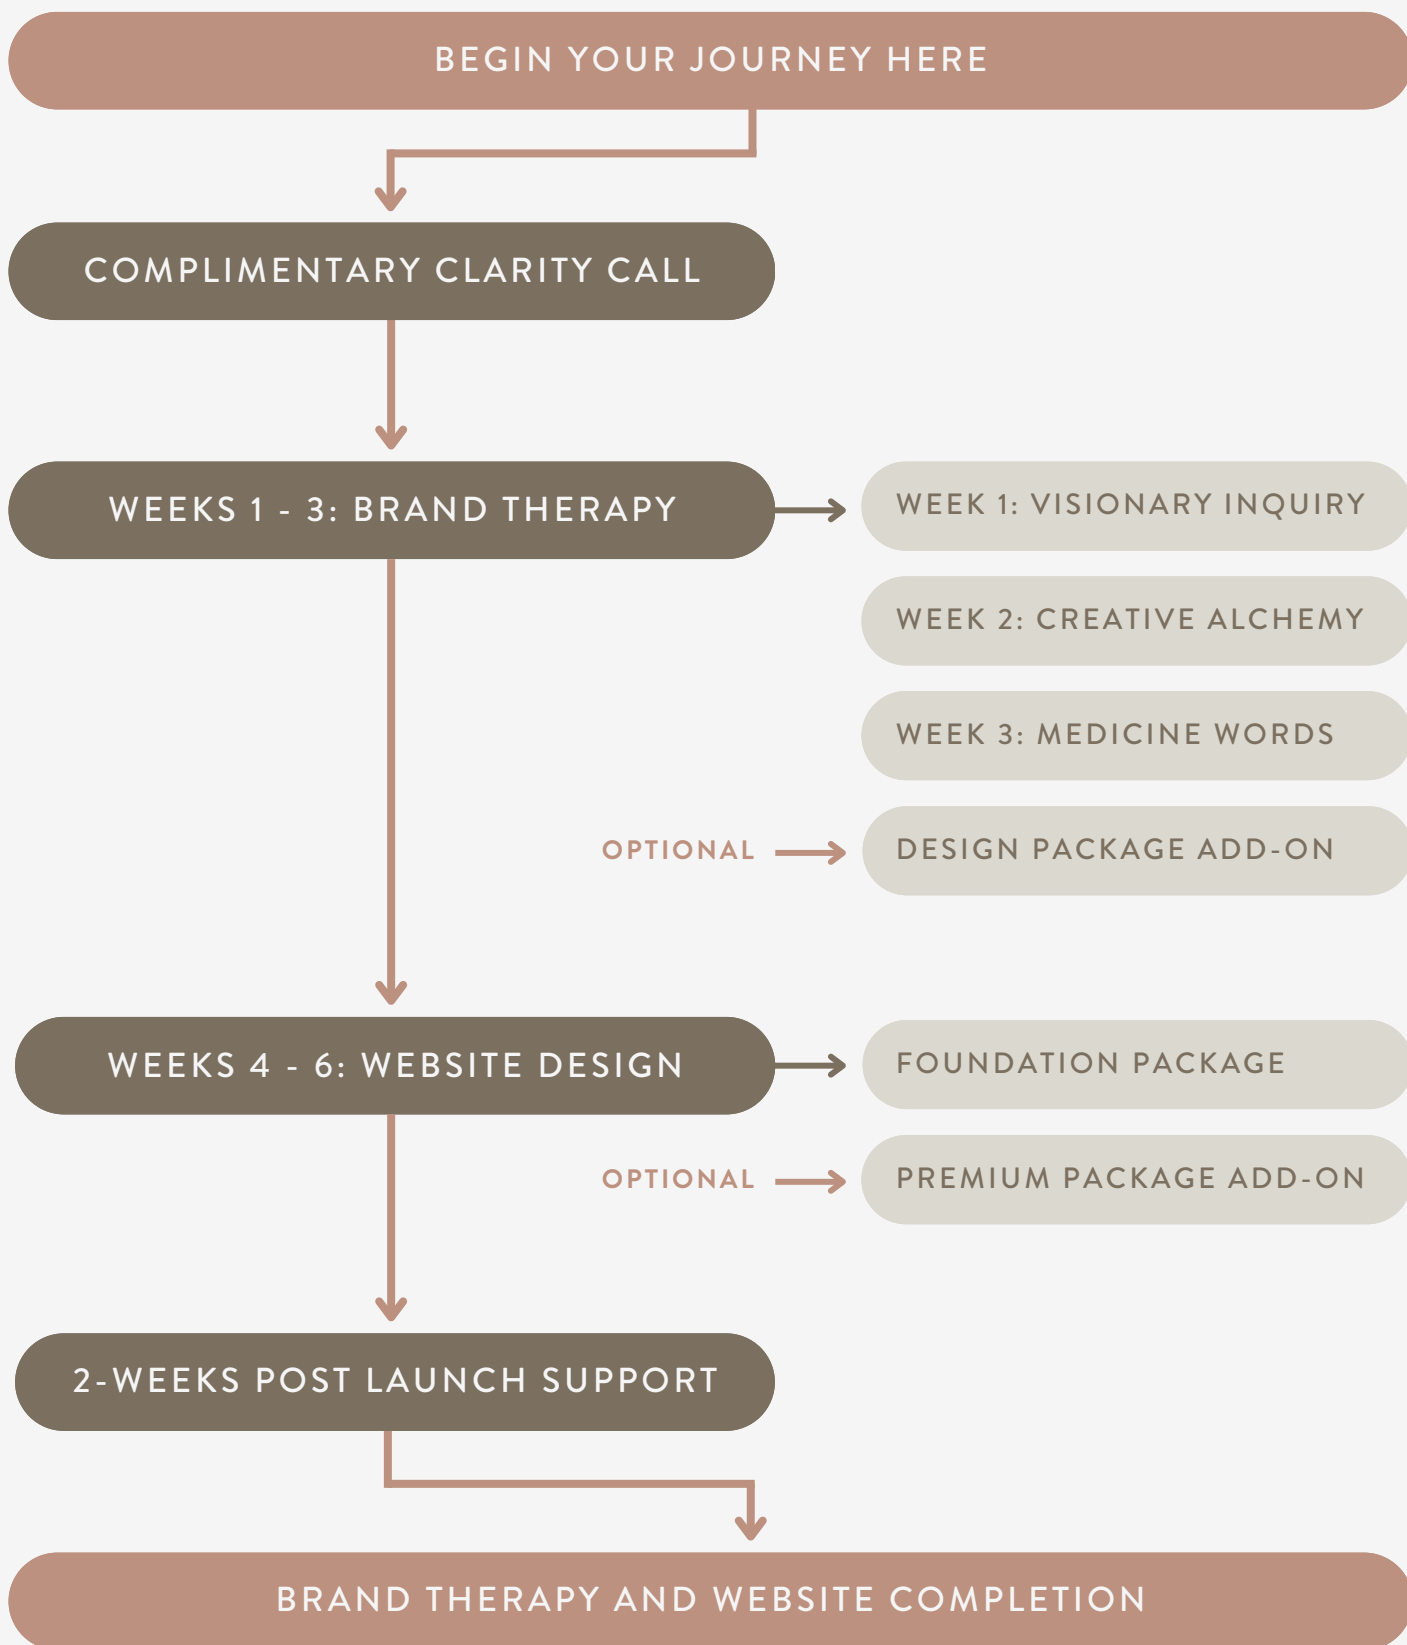 BEGIN YOUR JOURNEY HERE
COMPLIMENTARY CLARITY CALL
WEEKS 1 - 3: BRAND THERAPY
WEEK 1: VISIONARY INQUIRY
WEEK 2: CREATIVE ALCHEMY
WEEK 3: MEDICINE WORDS
OPTIONAL
DESIGN PACKAGE ADD-ON
WEEKS 4 - 6: WEBSITE DESIGN
FOUNDATION PACKAGE
OPTIONAL
PREMIUM PACKAGE ADD-ON
2-WEEKS POST LAUNCH SUPPORT
BRAND THERAPY AND WEBSITE COMPLETION